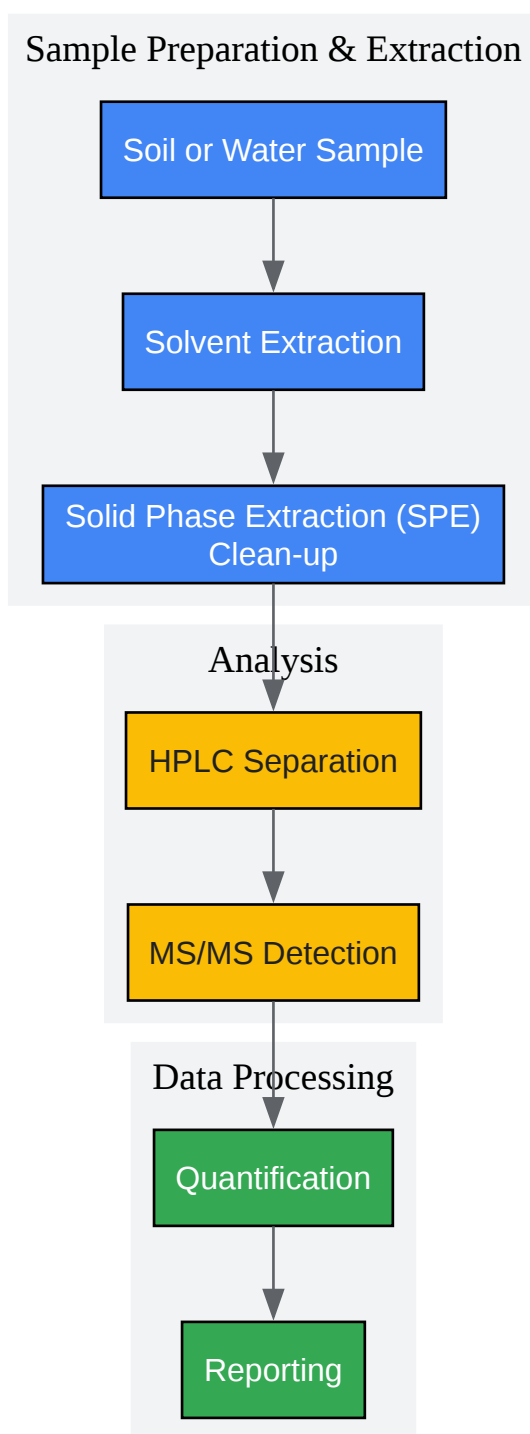 Sample Preparation & Extraction
Soil or Water Sample
Solvent Extraction
Solid Phase Extraction (SPE)
Clean-up
Analysis
HPLC Separation
MS/MS Detection
Data Processing
Quantification
Reporting